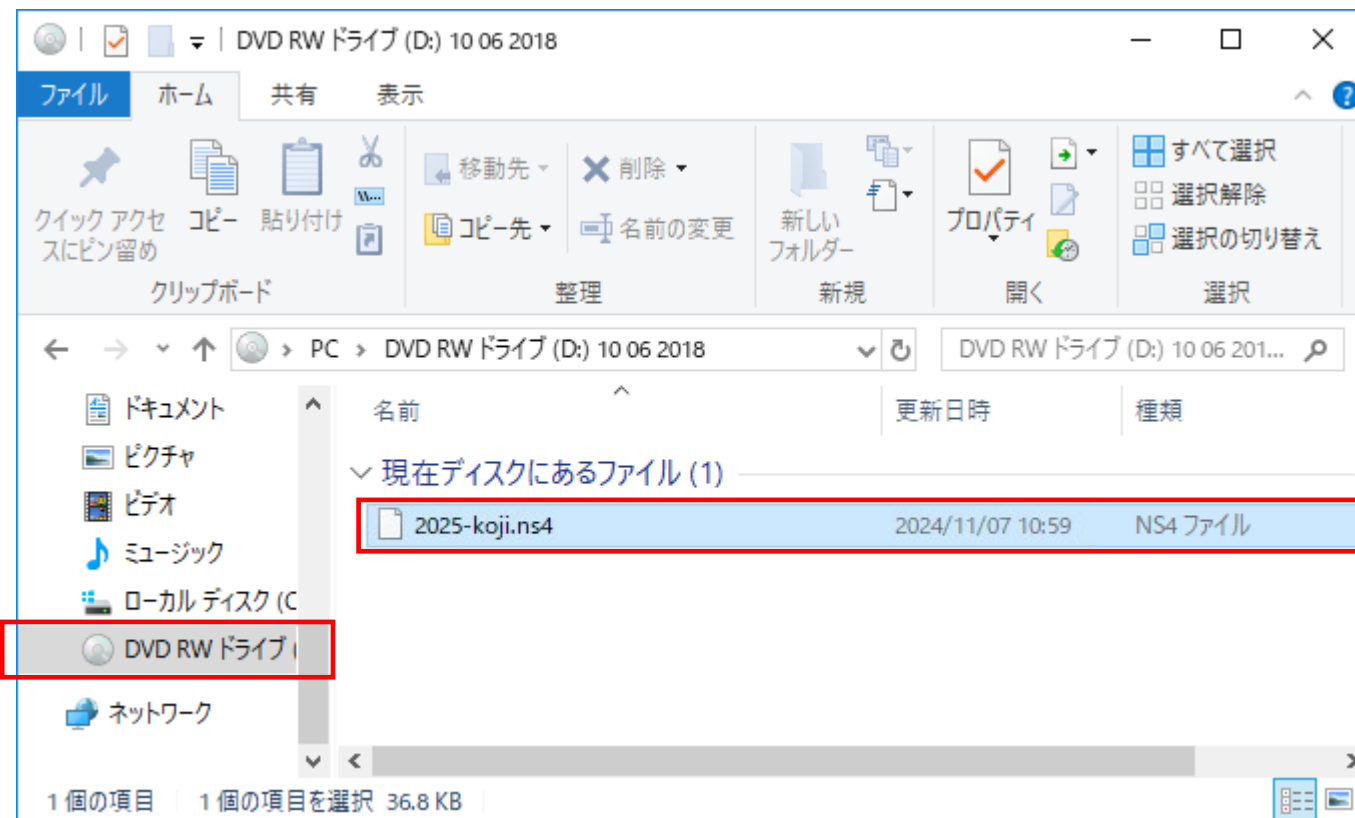 DVD RW ドライブ (D:) 10 06 2018
ファイル ホーム 共有 表示
クイック アクセスにピン留め
コピー
貼り付け
クリップボード
移動先
コピー先
削除
名前の変更
整理
新しいフォルダー
新規
プロパティ
開く
すべて選択
選択解除
選択の切り替え
選択
PC DVD RW ドライブ (D:) 10 06 2018
DVD RW ドライブ (D:) 10 06 201...
ドキュメント
ピクチャ
ビデオ
ミュージック
ローカル ディスク (C
DVD RW ドライブ (
ネットワーク
名前 更新日時 種類
現在ディスクにあるファイル (1)
2025-koji.ns4 2024/11/07 10:59 NS4 ファイル
1 個の項目 1 個の項目を選択 36.8 KB